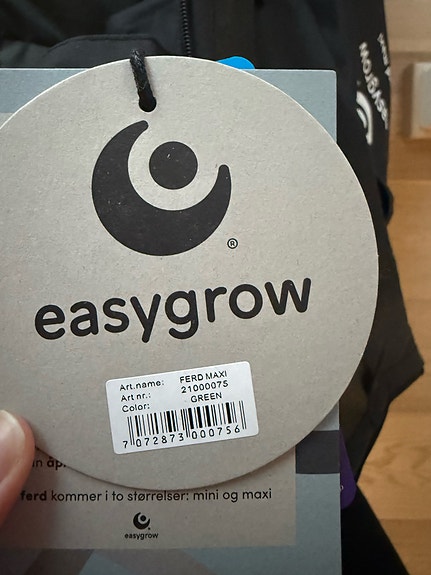 easygrow
®
Art.name: FERD MAXI
Art nr.: 21000075
Color: GREEN
7 072873 000756
ferd kommer i to størrelser: mini og maxi
easygrow
easygrow